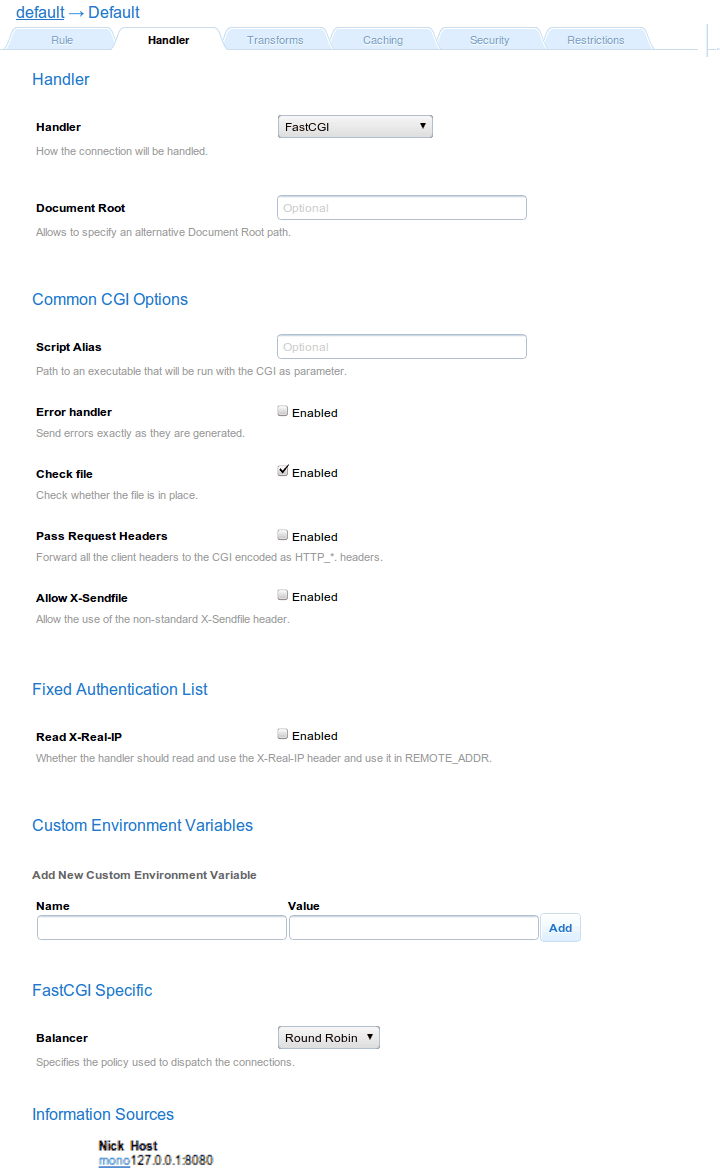 default → Default
Rule Handler Transforms Caching Security Restrictions
Handler
Handler FastCGI
How the connection will be handled.
Document Root Optional
Allows to specify an alternative Document Root path.
Common CGI Options
Script Alias Optional
Path to an executable that will be run with the CGI as parameter.
Error handler Enabled
Send errors exactly as they are generated.
Check file Enabled
Check whether the file is in place.
Pass Request Headers Enabled
Forward all the client headers to the CGI encoded as HTTP_*. headers.
Allow X-Sendfile Enabled
Allow the use of the non-standard X-Sendfile header.
Fixed Authentication List
Read X-Real-IP Enabled
Whether the handler should read and use the X-Real-IP header and use it in REMOTE_ADDR.
Custom Environment Variables
Add New Custom Environment Variable
Name Value
Add
FastCGI Specific
Balancer Round Robin
Specifies the policy used to dispatch the connections.
Information Sources
Nick Host
mono 127.0.0.1:8080